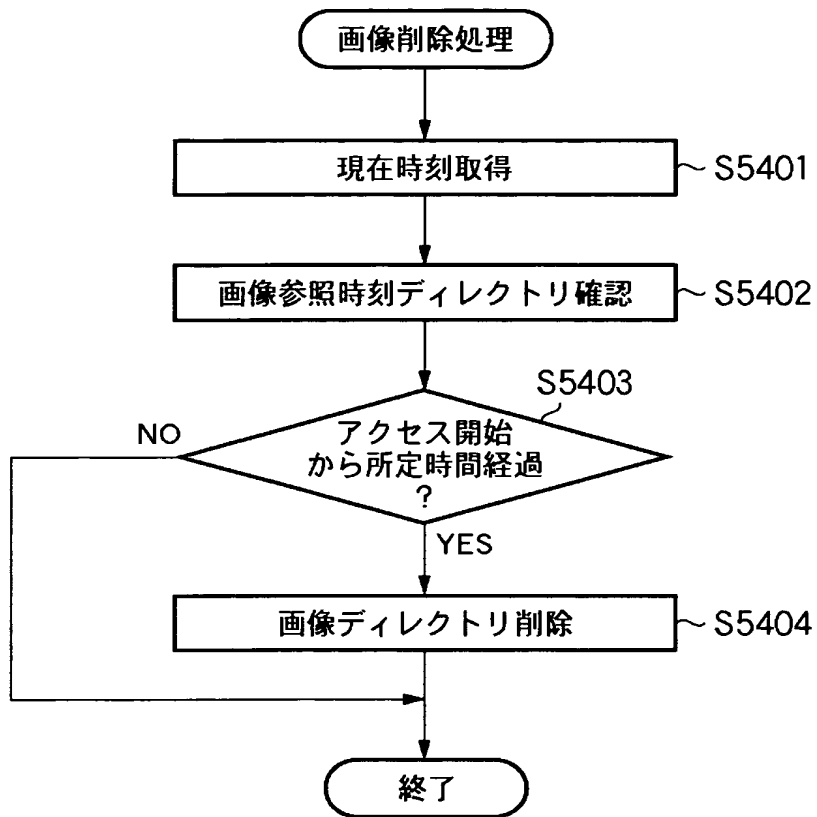 画像削除処理
現在時刻取得
S5401
画像参照時刻ディレクトリ確認
S5402
S5403
アクセス開始
から所定時間経過
?
NO
YES
画像ディレクトリ削除
S5404
終了